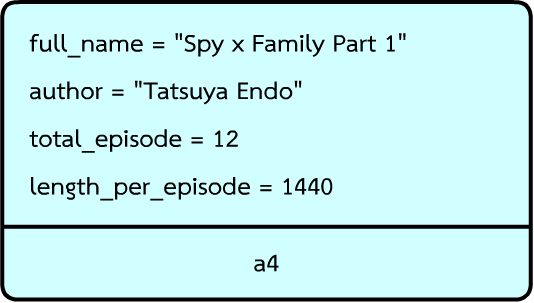 full_name = "Spy x Family Part 1"
author = "Tatsuya Endo"
total_episode = 12
length_per_episode = 1440
a4